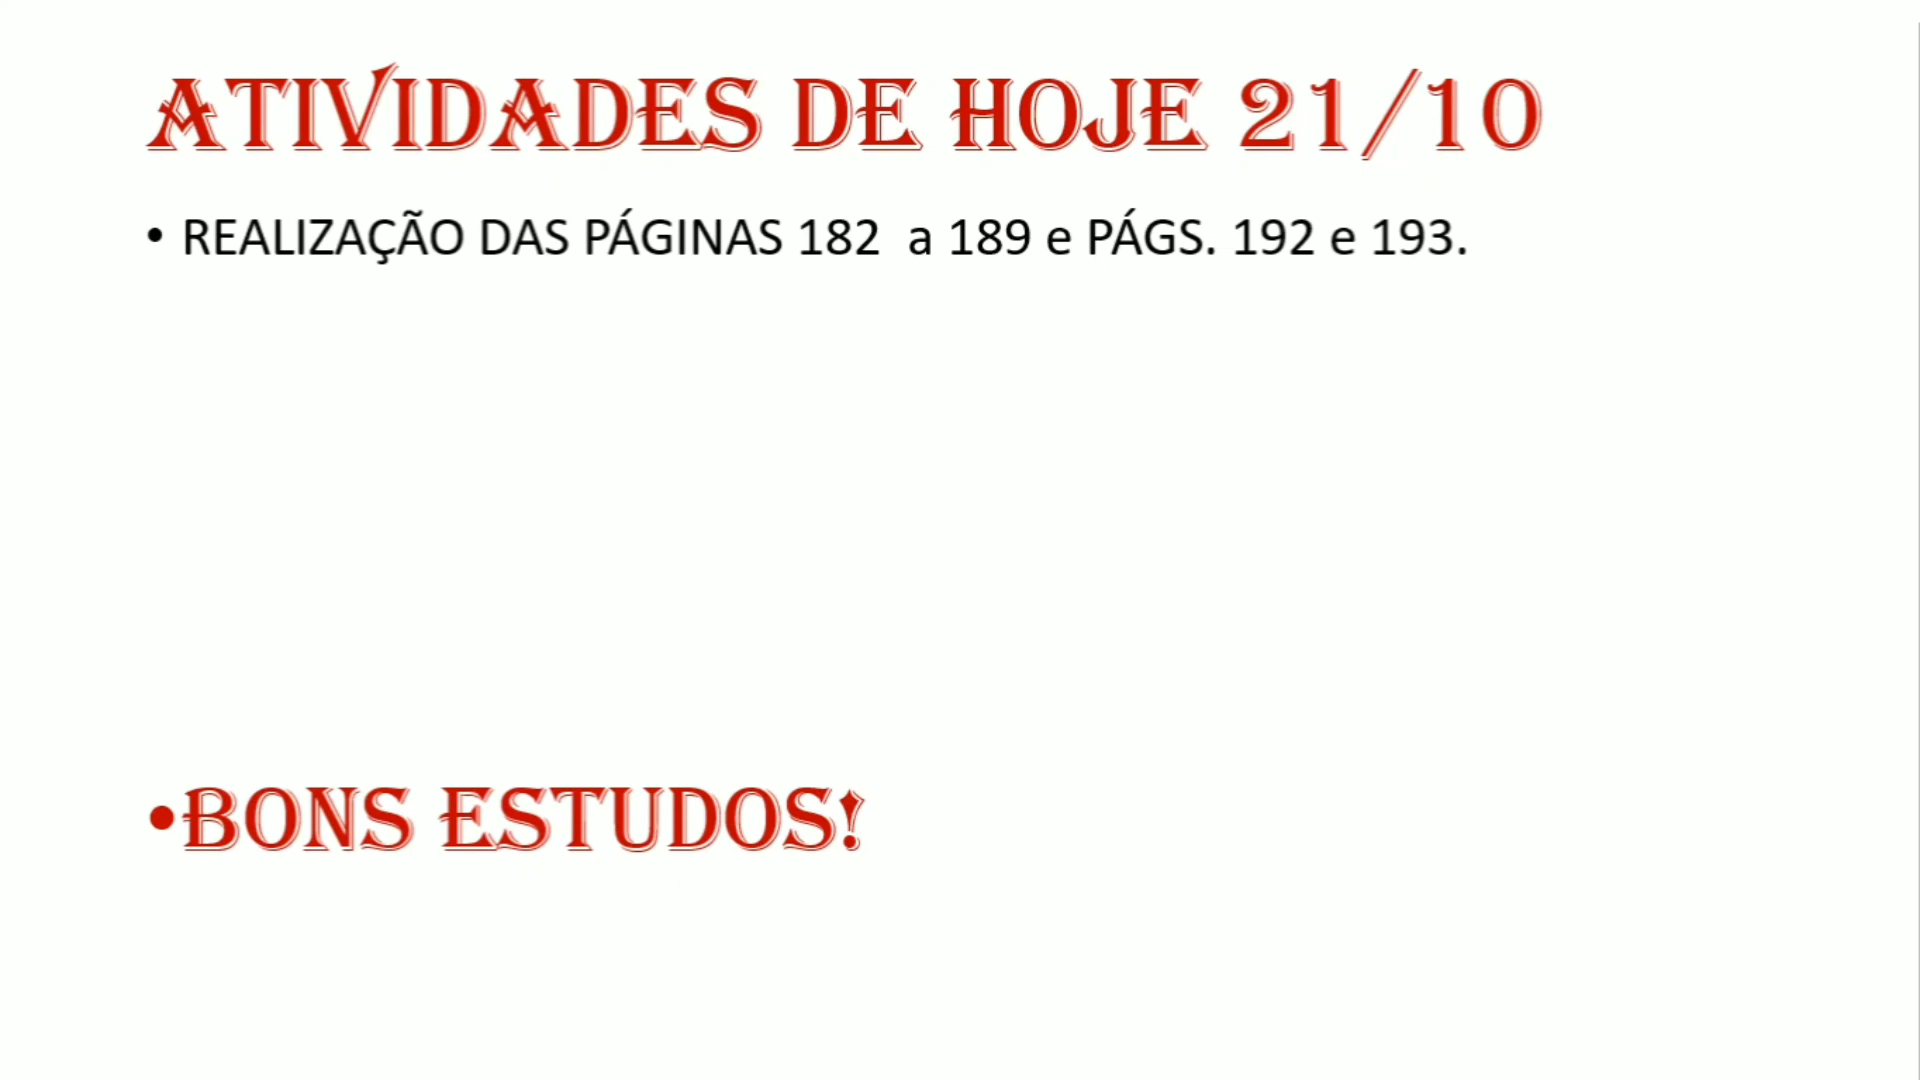 ATIVIDADES DE HOJE 21/10
• REALIZAÇÃO DAS PÁGINAS 182  a 189 e PÁGS. 192 e 193.
•BONS ESTUDOS!